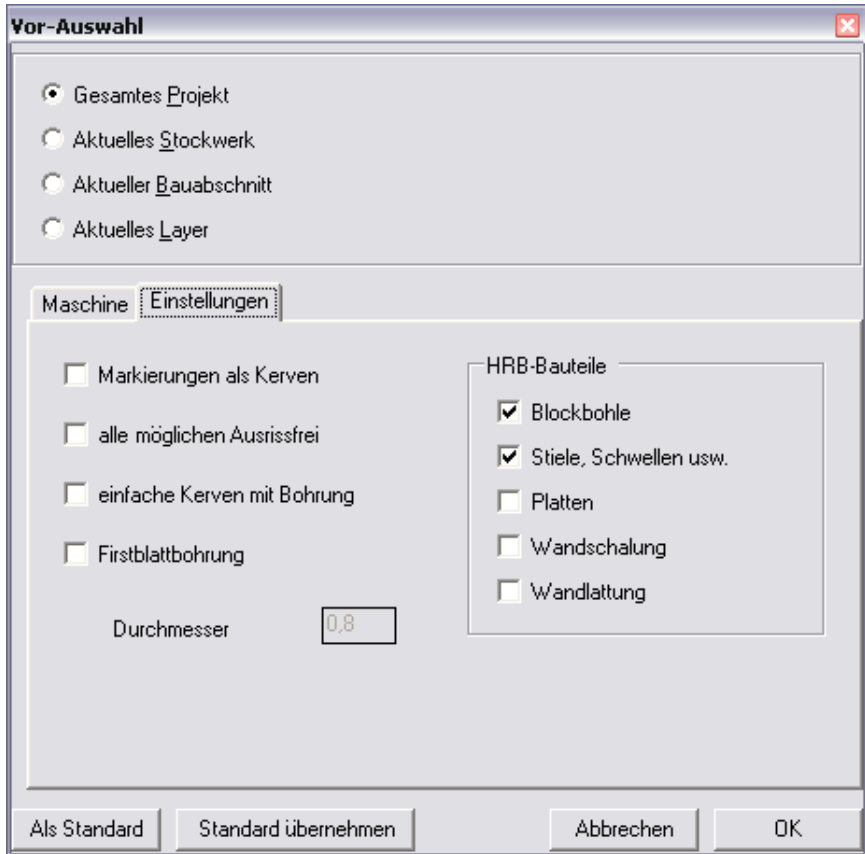 Vor-Auswahl
Gesamtes Projekt
Aktuelles Stockwerk
Aktueller Bauabschnitt
Aktuelles Layer
Maschine Einstellungen
Markierungen als Kerven
alle möglichen Ausrissfrei
einfache Kerven mit Bohrung
Firstblattbohrung
Durchmesser 0,8
HRB-Bauteile
Blockbohle
Stiele, Schwellen usw.
Platten
Wandschalung
Wandlattung
Als Standard Standard übernehmen Abbrechen OK